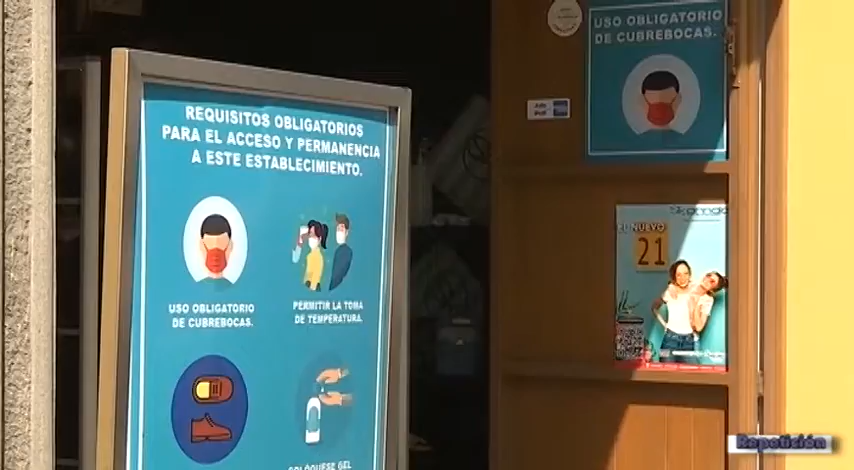 REQUISITOS OBLIGATORIOS
PARA EL ACCESO Y PERMANENCIA
A ESTE ESTABLECIMIENTO.
USO OBLIGATORIO
DE CUBREBOCAS.
PERMITIR LA TOMA
DE TEMPERATURA.
GEL
USO OBLIGATORIO
DE CUBREBOCAS.
EL NUEVO
21
Repetición